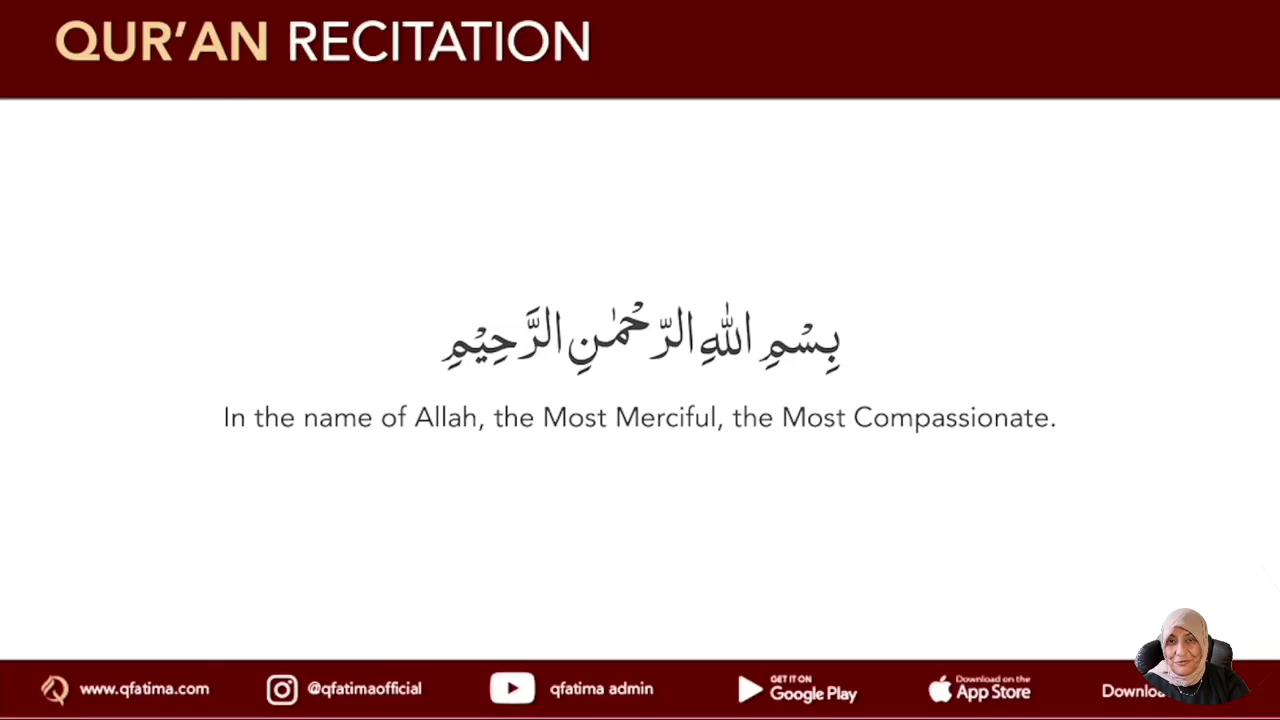 QUR'AN RECITATION
بِسْمِ اللهِ الرّحْمٰنِ الرَّحِيْمِ
In the name of Allah, the Most Merciful, the Most Compassionate.
www.qfatima.com
@qfatimaofficial
qfatima admin
GET IT ON
Google Play
Download on the
App Store